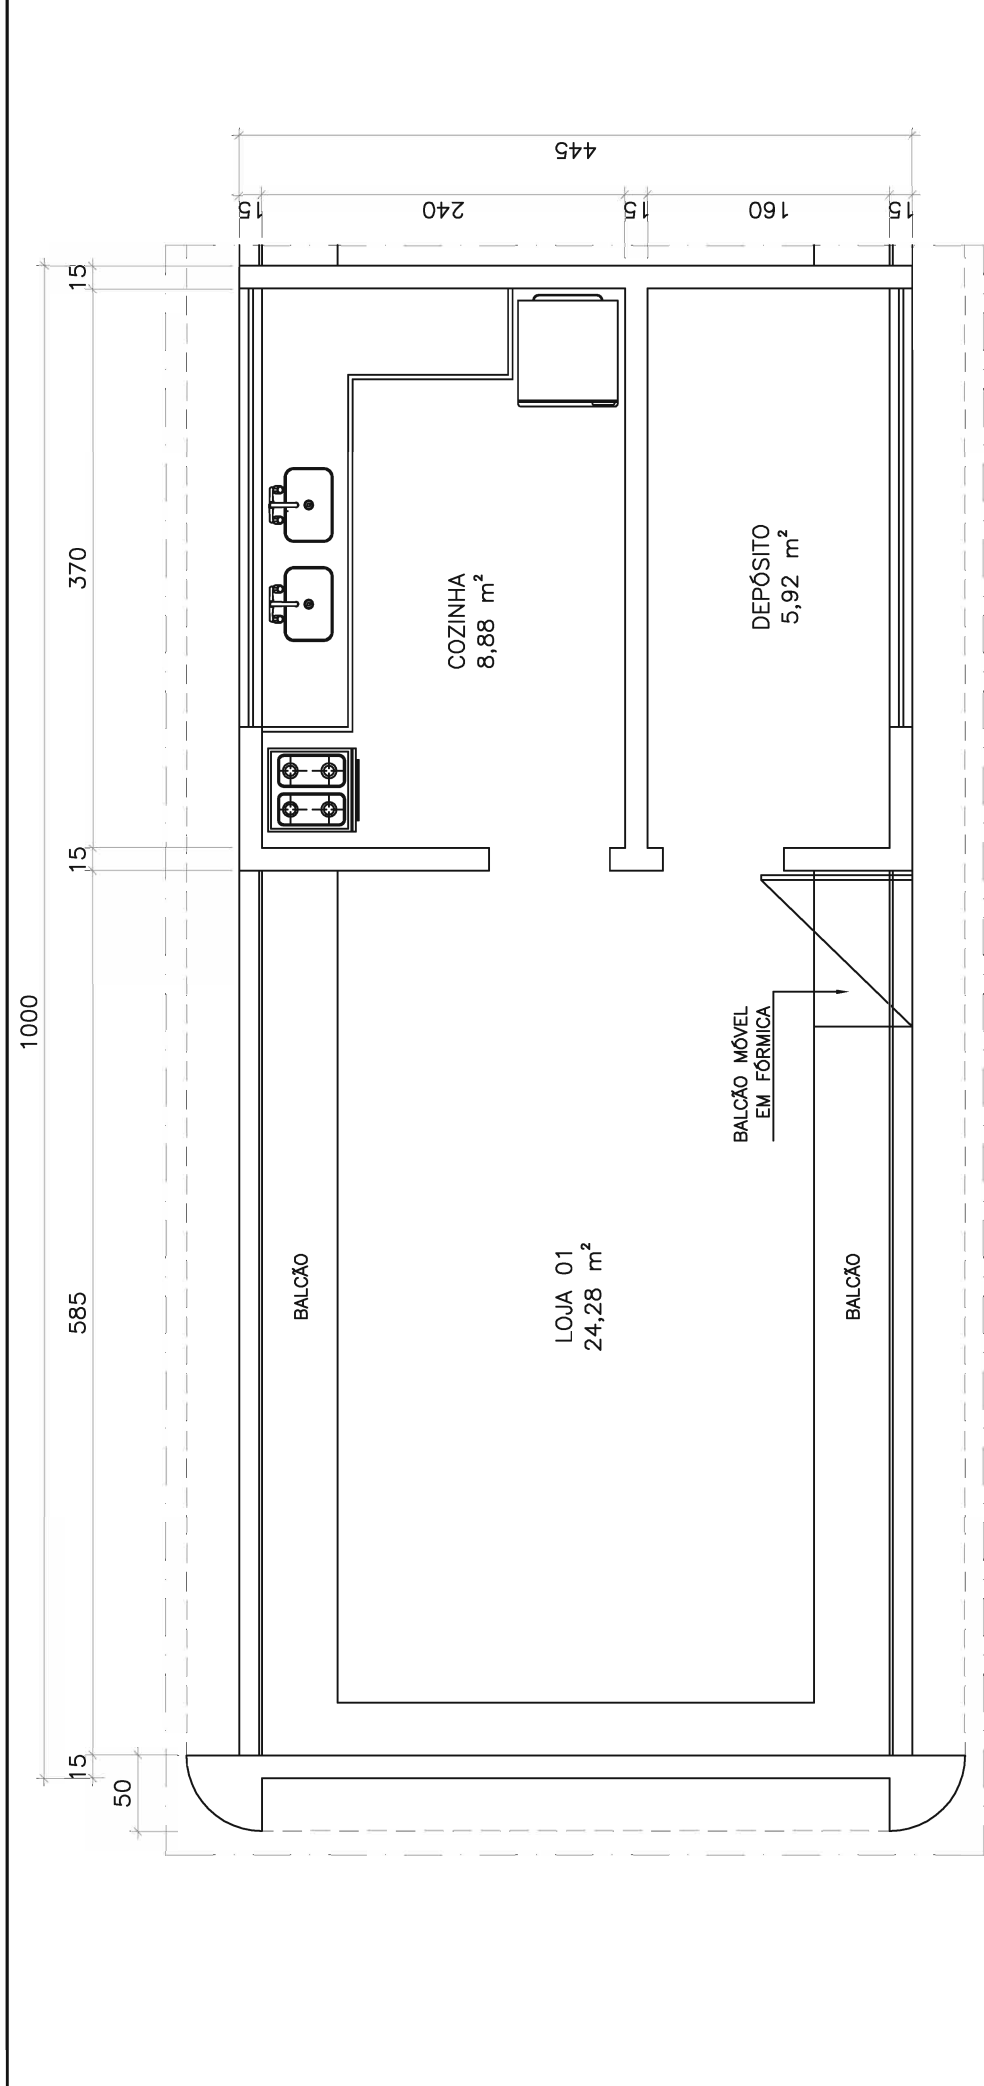 445
15
240
15
160
15
15
370
15
1000
585
15
50
COZINHA
8,88 m²
DEPÓSITO
5,92 m²
BALCÃO MÓVEL
EM FÓRMICA
BALCÃO
LOJA 01
24,28 m²
BALCÃO